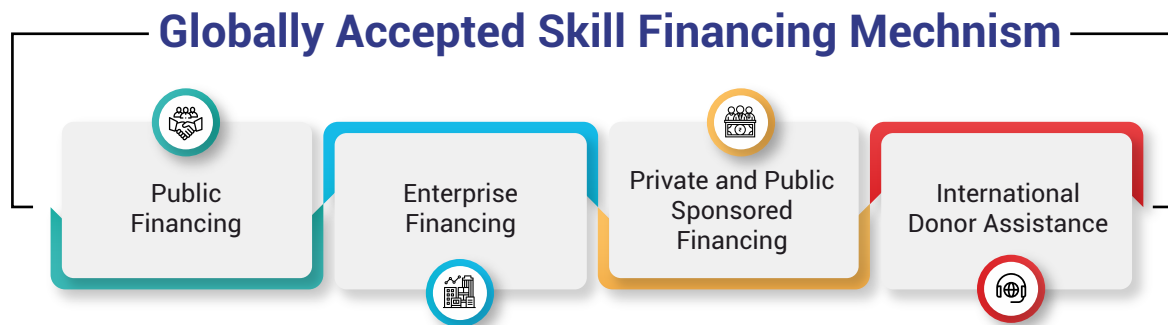 Globally Accepted Skill Financing Mechnism
Public
Financing
Enterprise
Financing
Private and Public
Sponsored
Financing
International
Donor Assistance